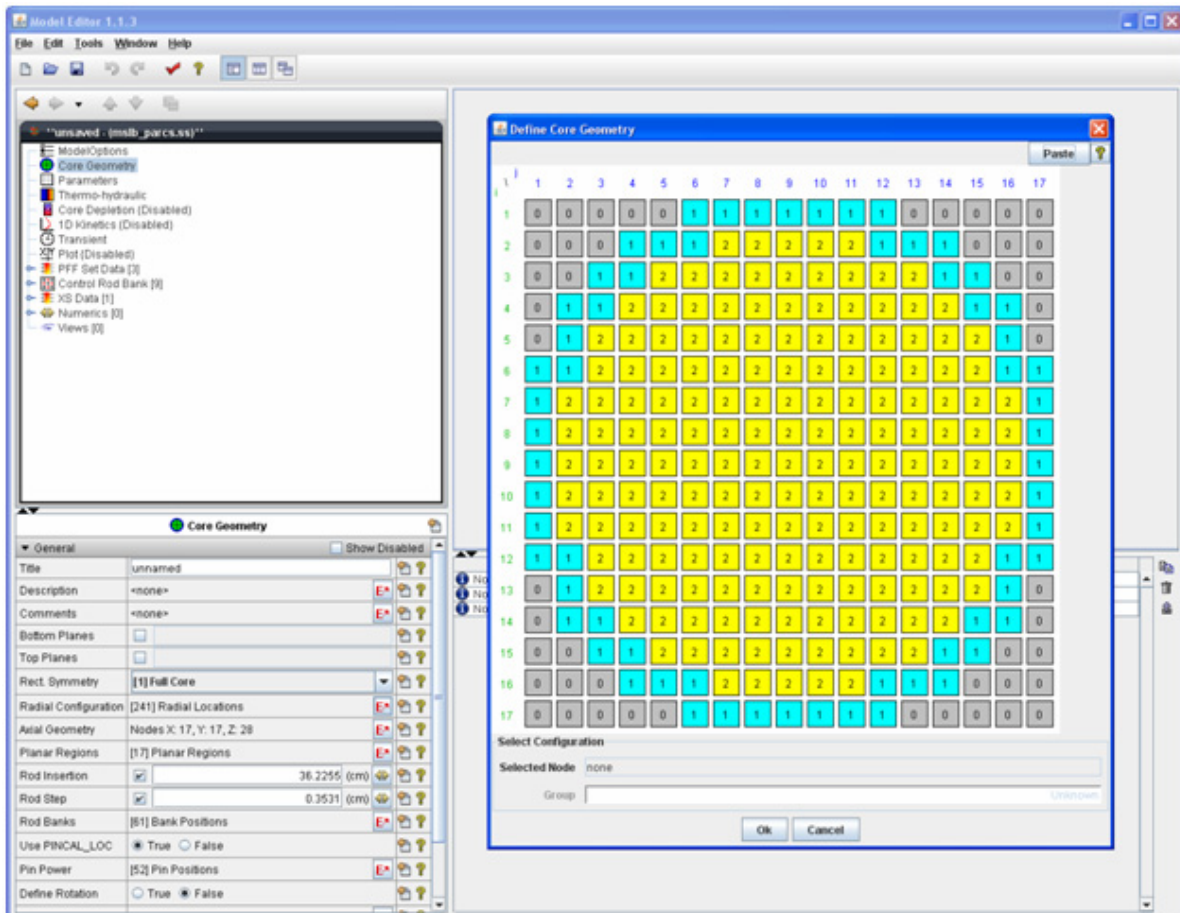 Model Editor 1.1.3
File Edit Tools Window Help
**unsaved - (mslb_parcs.ss)**
ModelOptions
Core Geometry
Parameters
Thermo-hydraulic
Core Depletion (Disabled)
1D Kinetics (Disabled)
Transient
Plot (Disabled)
PFF Set Data [3]
Control Rod Bank [9]
XS Data [1]
Numerics [0]
Views [0]
Core Geometry
General Show Disabled
Title unnamed
Description <none> E
Comments <none> E
Bottom Planes
Top Planes
Rect. Symmetry [1] Full Core
Radial Configuration [241] Radial Locations E
Axial Geometry Nodes X: 17, Y: 17, Z: 28 E
Planar Regions [17] Planar Regions E
Rod Insertion 36.2255 (cm)
Rod Step 0.3531 (cm)
Rod Banks [61] Bank Positions E
Use PINCAL_LOC True False
Pin Power [52] Pin Positions E
Define Rotation True False
No
No
No
Define Core Geometry
Paste ?
i j 1 2 3 4 5 6 7 8 9 10 11 12 13 14 15 16 17
1 0 0 0 0 0 1 1 1 1 1 1 1 0 0 0 0 0
2 0 0 0 1 1 1 2 2 2 2 2 1 1 1 0 0 0
3 0 0 1 1 2 2 2 2 2 2 2 2 2 1 1 0 0
4 0 1 1 2 2 2 2 2 2 2 2 2 2 2 1 1 0
5 0 1 2 2 2 2 2 2 2 2 2 2 2 2 2 1 0
6 1 1 2 2 2 2 2 2 2 2 2 2 2 2 2 1 1
7 1 2 2 2 2 2 2 2 2 2 2 2 2 2 2 2 1
8 1 2 2 2 2 2 2 2 2 2 2 2 2 2 2 2 1
9 1 2 2 2 2 2 2 2 2 2 2 2 2 2 2 2 1
10 1 2 2 2 2 2 2 2 2 2 2 2 2 2 2 2 1
11 1 2 2 2 2 2 2 2 2 2 2 2 2 2 2 2 1
12 1 1 2 2 2 2 2 2 2 2 2 2 2 2 2 1 1
13 0 1 2 2 2 2 2 2 2 2 2 2 2 2 2 1 0
14 0 1 1 2 2 2 2 2 2 2 2 2 2 2 1 1 0
15 0 0 1 1 2 2 2 2 2 2 2 2 2 1 1 0 0
16 0 0 0 1 1 1 2 2 2 2 2 1 1 1 0 0 0
17 0 0 0 0 0 1 1 1 1 1 1 1 0 0 0 0 0
Select Configuration
Selected Node none
Group Unknown
Ok Cancel